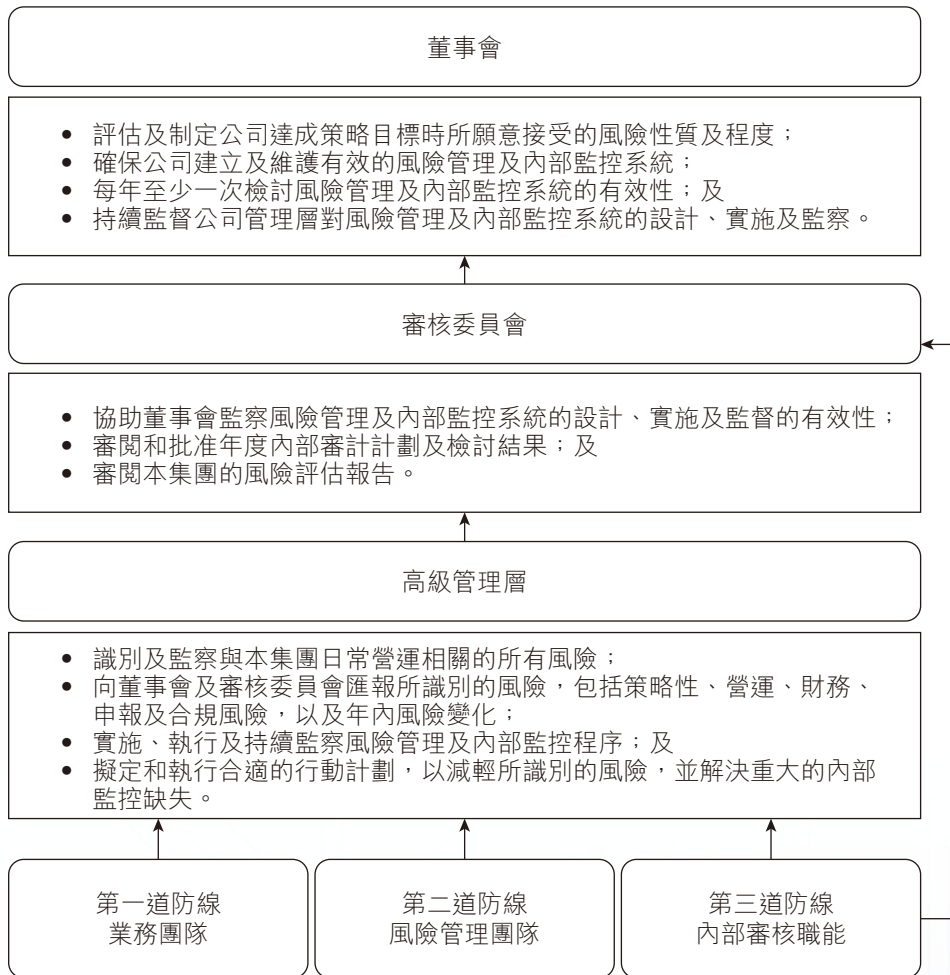 董事會
• 評估及制定公司達成策略目標時所願意接受的風險性質及程度；
• 確保公司建立及維護有效的風險管理及內部監控系統；
• 每年至少一次檢討風險管理及內部監控系統的有效性；及
• 持續監督公司管理層對風險管理及內部監控系統的設計、實施及監察。
審核委員會
• 協助董事會監察風險管理及內部監控系統的設計、實施及監督的有效性；
• 審閱和批准年度內部審計計劃及檢討結果；及
• 審閱本集團的風險評估報告。
高級管理層
• 識別及監察與本集團日常營運相關的所有風險；
• 向董事會及審核委員會匯報所識別的風險，包括策略性、營運、財務、
申報及合規風險，以及年內風險變化；
• 實施、執行及持續監察風險管理及內部監控程序；及
• 擬定和執行合適的行動計劃，以減輕所識別的風險，並解決重大的內部
監控缺失。
第一道防線
業務團隊
第二道防線
風險管理團隊
第三道防線
內部審核職能